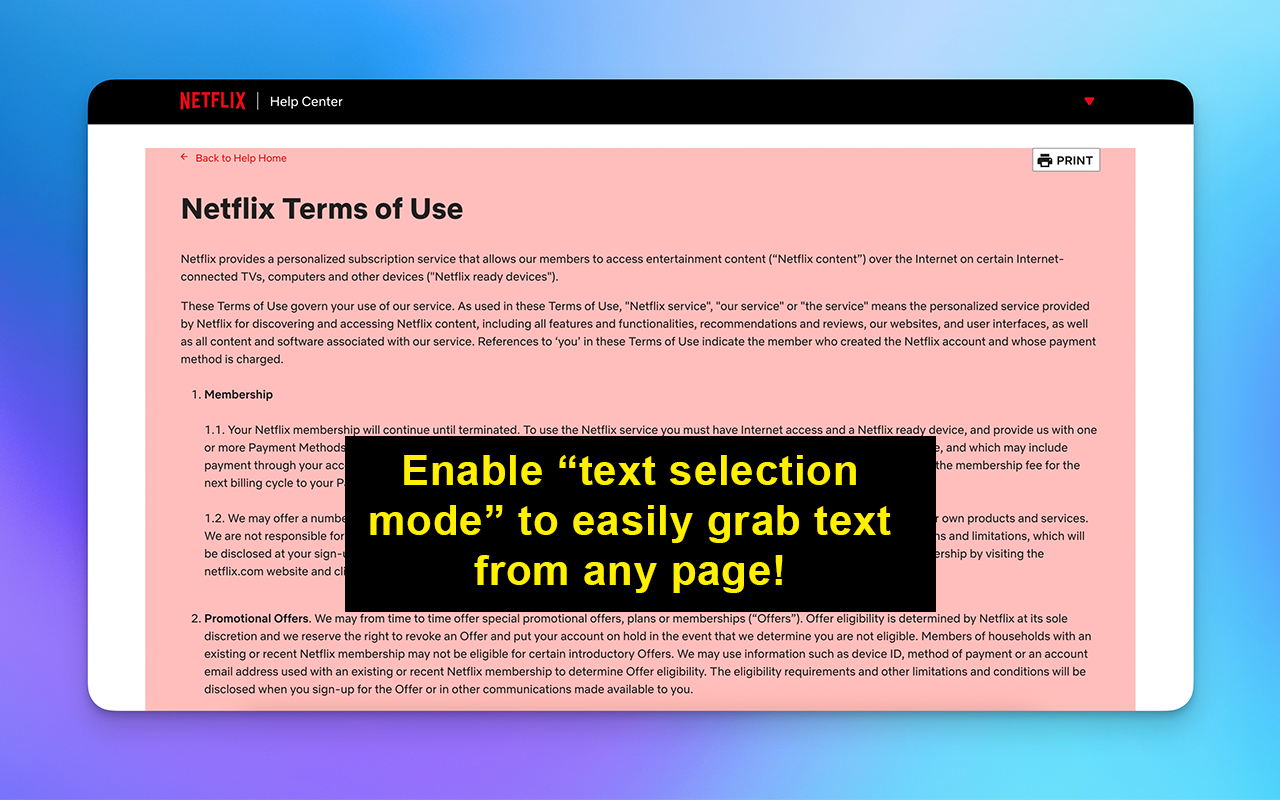 NETFLIX | Help Center
← Back to Help Home
PRINT
Netflix Terms of Use
Netflix provides a personalized subscription service that allows our members to access entertainment content (“Netflix content”) over the Internet on certain Internet-
connected TVs, computers and other devices ("Netflix ready devices").
These Terms of Use govern your use of our service. As used in these Terms of Use, "Netflix service", "our service" or "the service" means the personalized service provided
by Netflix for discovering and accessing Netflix content, including all features and functionalities, recommendations and reviews, our websites, and user interfaces, as well
as all content and software associated with our service. References to ‘you’ in these Terms of Use indicate the member who created the Netflix account and whose payment
method is charged.
1. Membership
1.1. Your Netflix membership will continue until terminated. To use the Netflix service you must have Internet access and a Netflix ready device, and provide us with one
or more Payment Methods , and which may include
payment through your acc the membership fee for the
next billing cycle to your
1.2. We may offer a numbe own products and services.
We are not responsible for and limitations, which will
be disclosed at your sign-u by visiting the
netflix.com website and cli
Enable “text selection
mode” to easily grab text
from any page!
2. Promotional Offers. We may from time to time offer special promotional offers, plans or memberships (“Offers”). Offer eligibility is determined by Netflix at its sole
discretion and we reserve the right to revoke an Offer and put your account on hold in the event that we determine you are not eligible. Members of households with an
existing or recent Netflix membership may not be eligible for certain introductory Offers. We may use information such as device ID, method of payment or an account
email address used with an existing or recent Netflix membership to determine Offer eligibility. The eligibility requirements and other limitations and conditions will be
disclosed when you sign-up for the Offer or in other communications made available to you.